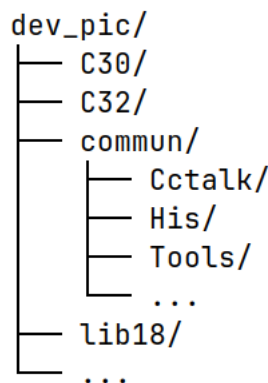 dev_pic/
C30/
C32/
commun/
Cctalk/
His/
Tools/
...
lib18/
...